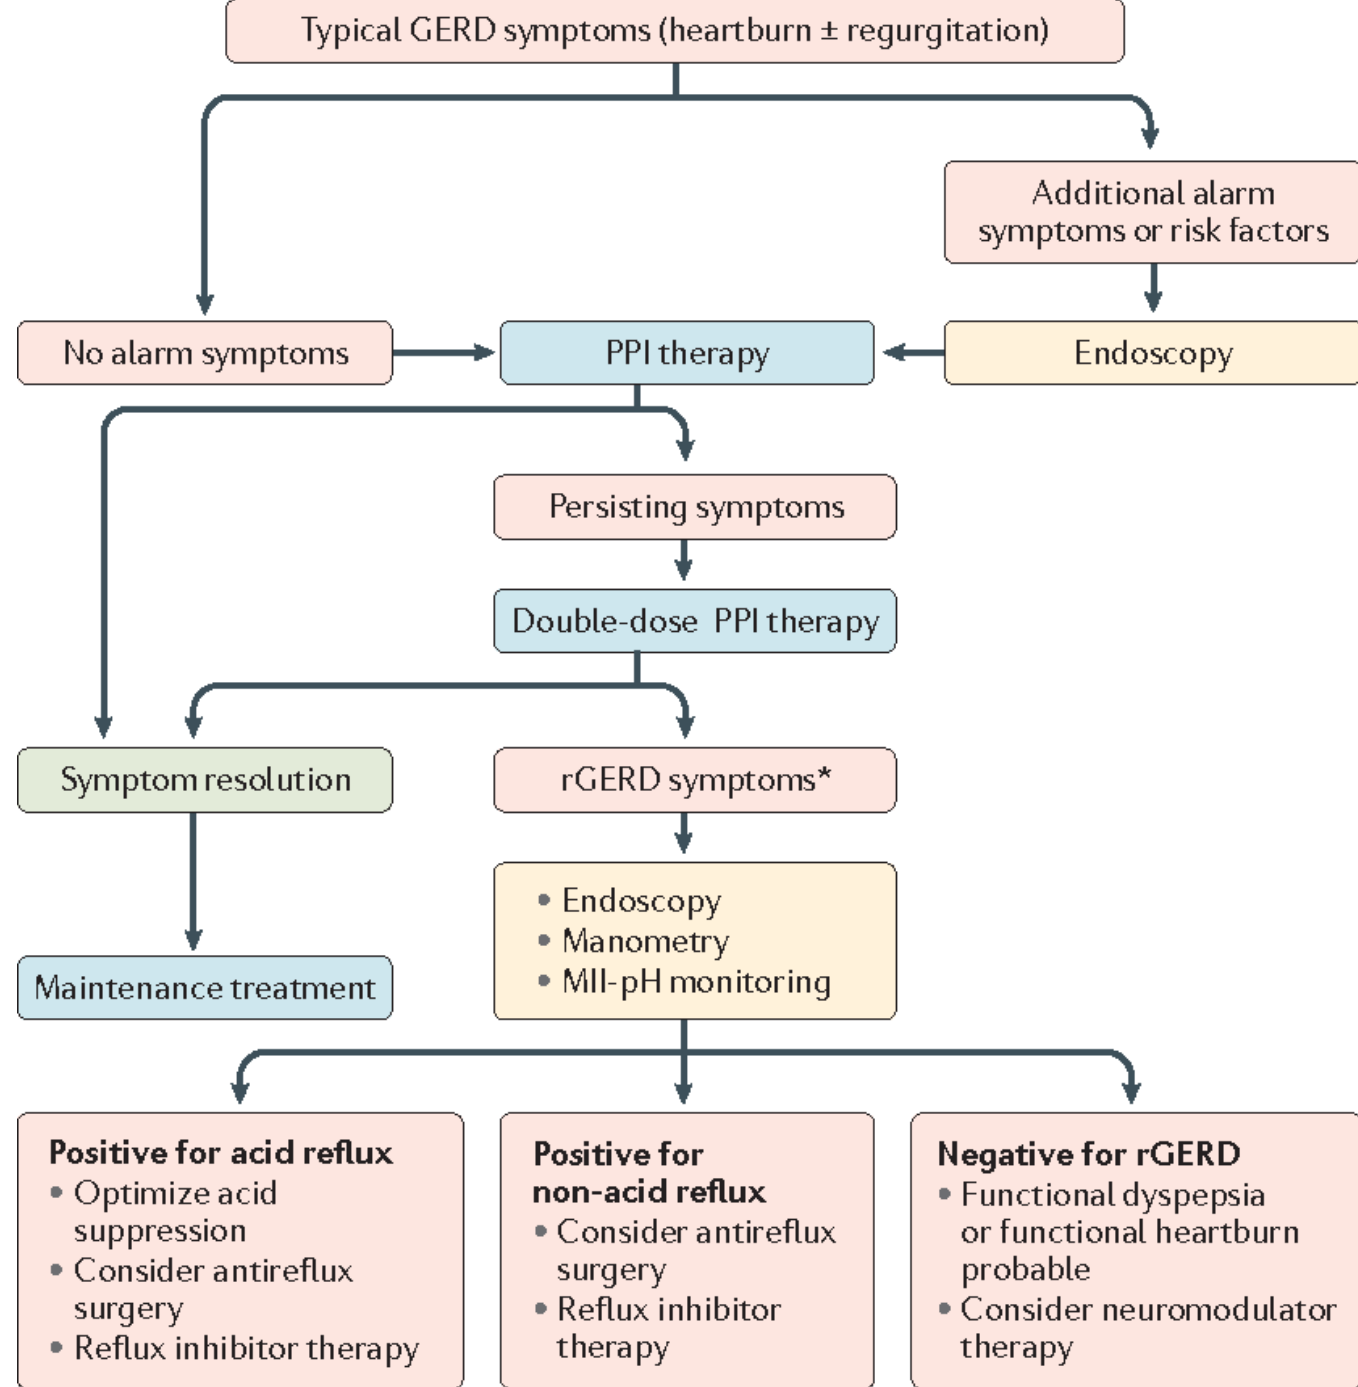 Typical GERD symptoms (heartburn ± regurgitation)
Additional alarm
symptoms or risk factors
No alarm symptoms
PPI therapy
Endoscopy
Persisting symptoms
Double-dose PPI therapy
Symptom resolution
rGERD symptoms*
• Endoscopy
• Manometry
• MII-pH monitoring
Maintenance treatment
Positive for acid reflux
• Optimize acid
suppression
• Consider antireflux
surgery
• Reflux inhibitor therapy
Positive for
non-acid reflux
• Consider antireflux
surgery
• Reflux inhibitor
therapy
Negative for rGERD
• Functional dyspepsia
or functional heartburn
probable
• Consider neuromodulator
therapy